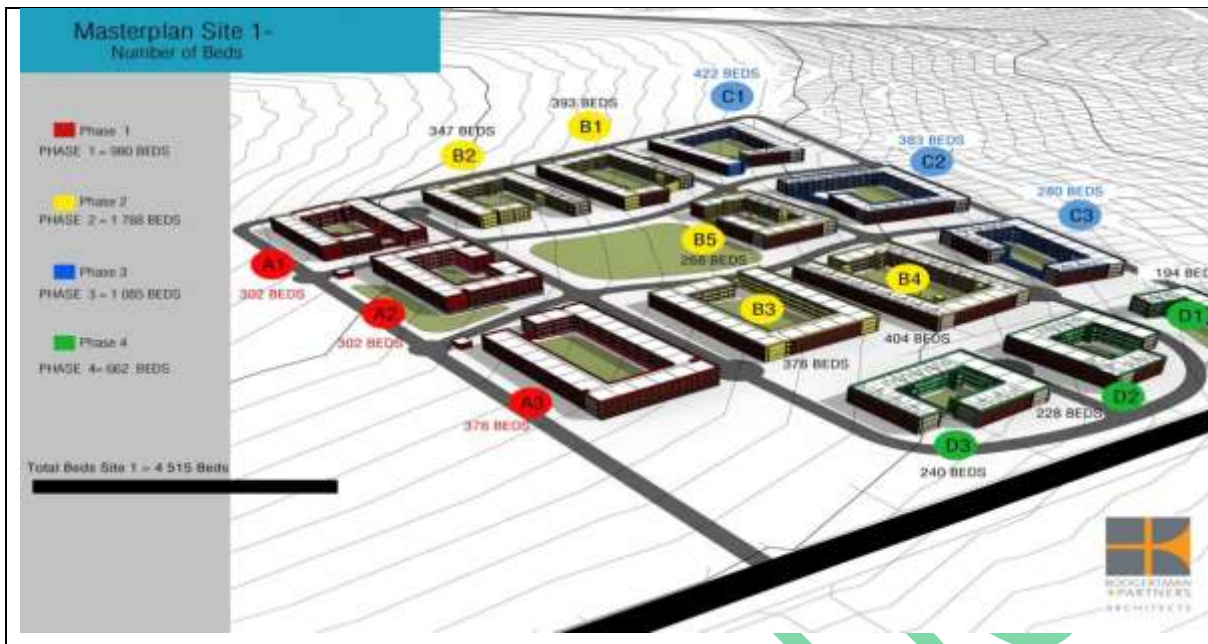 Masterplan Site 1-
Number of Beds
Phase 1
PHASE 1 = 980 BEDS
Phase 2
PHASE 2 = 1 788 BEDS
Phase 3
PHASE 3 = 1 085 BEDS
Phase 4
PHASE 4= 662 BEDS
Total Beds Site 1 = 4 515 Beds
422 BEDS
C1
393 BEDS
B1
347 BEDS
B2
383 BEDS
C2
280 BEDS
C3
B5
268 BEDS
A1
302 BEDS
A2
302 BEDS
A3
376 BEDS
B3
376 BEDS
B4
404 BEDS
194 BED
D1
D2
228 BEDS
D3
240 BEDS
BOOGERTMAN
+PARTNERS
ARCHITECTS